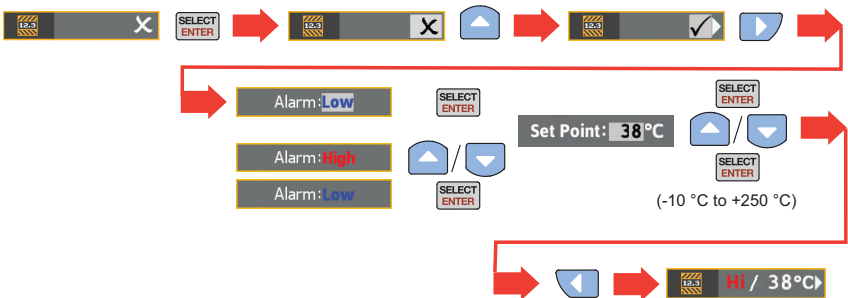 12.3 X SELECT ENTER 12.3 X 12.3 ✓
Alarm:Low SELECT ENTER
SELECT ENTER
Set Point: 38°C
Alarm:High /
/
Alarm:Low SELECT ENTER
SELECT ENTER
(-10 °C to +250 °C)
12.3 Hi / 38°C